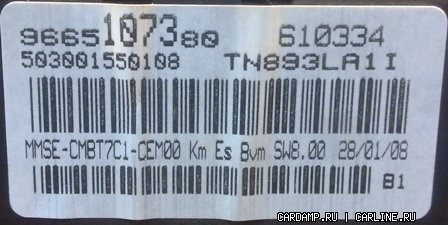 9665107380 610334
503001550108 TN893LA1I
MMSE-CMBT7C1-CEM00 Km Es Bvm SW8.00 28/01/08
B1
CARDAMP.RU | CARLINE.RU